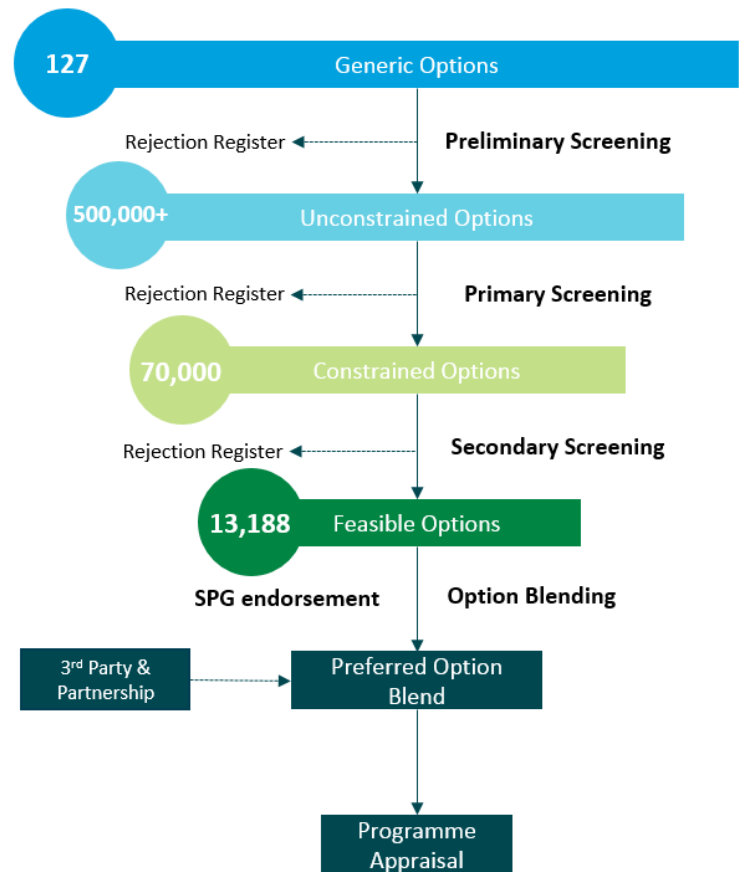 127
Generic Options
Rejection Register
Preliminary Screening
500,000+
Unconstrained Options
Rejection Register
Primary Screening
70,000
Constrained Options
Rejection Register
Secondary Screening
13,188
Feasible Options
SPG endorsement
Option Blending
3rd Party &
Partnership
Preferred Option
Blend
Programme
Appraisal